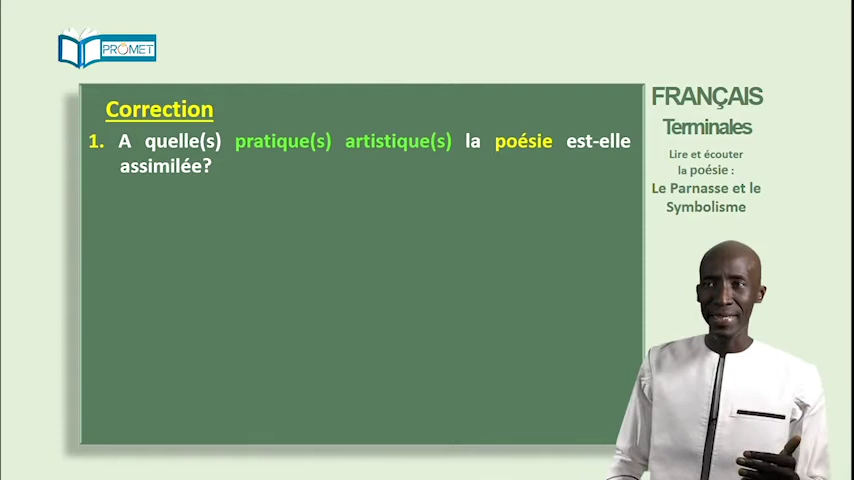 PROMET
Correction
1. A quelle(s) pratique(s) artistique(s) la poésie est-elle
assimilée?
FRANÇAIS
Terminales
Lire et écouter
la poésie :
Le Parnasse et le
Symbolisme